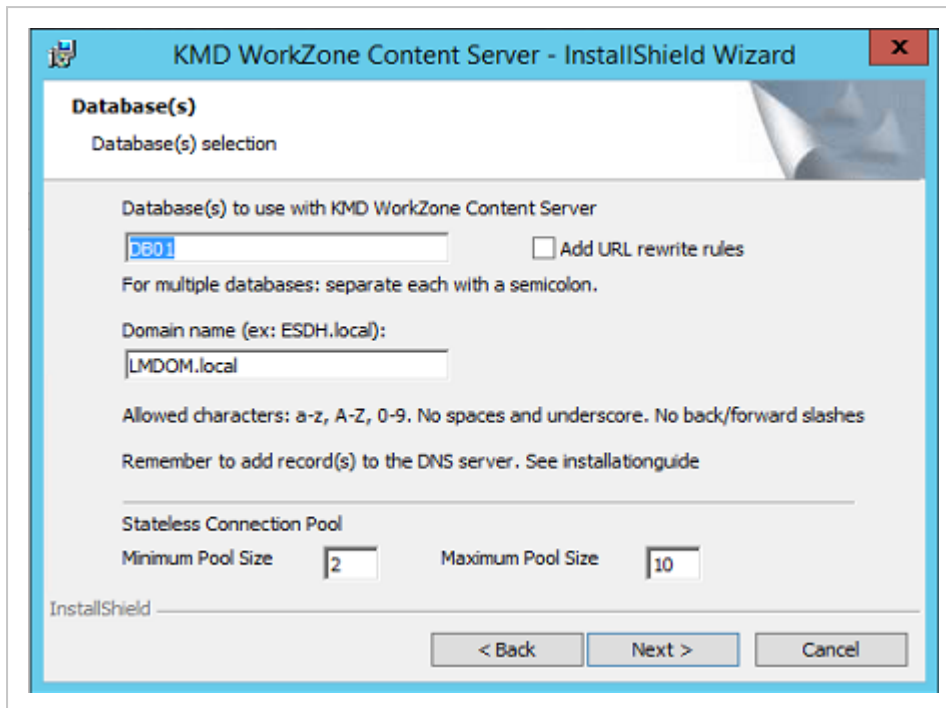 KMD WorkZone Content Server - InstallShield Wizard
x
Database(s)
Database(s) selection
Database(s) to use with KMD WorkZone Content Server
DB01
Add URL rewrite rules
For multiple databases: separate each with a semicolon.
Domain name (ex: ESDH.local):
LMDOM.local
Allowed characters: a-z, A-Z, 0-9. No spaces and underscore. No back/forward slashes
Remember to add record(s) to the DNS server. See installationguide
Stateless Connection Pool
Minimum Pool Size 2 Maximum Pool Size 10
InstallShield
< Back Next > Cancel